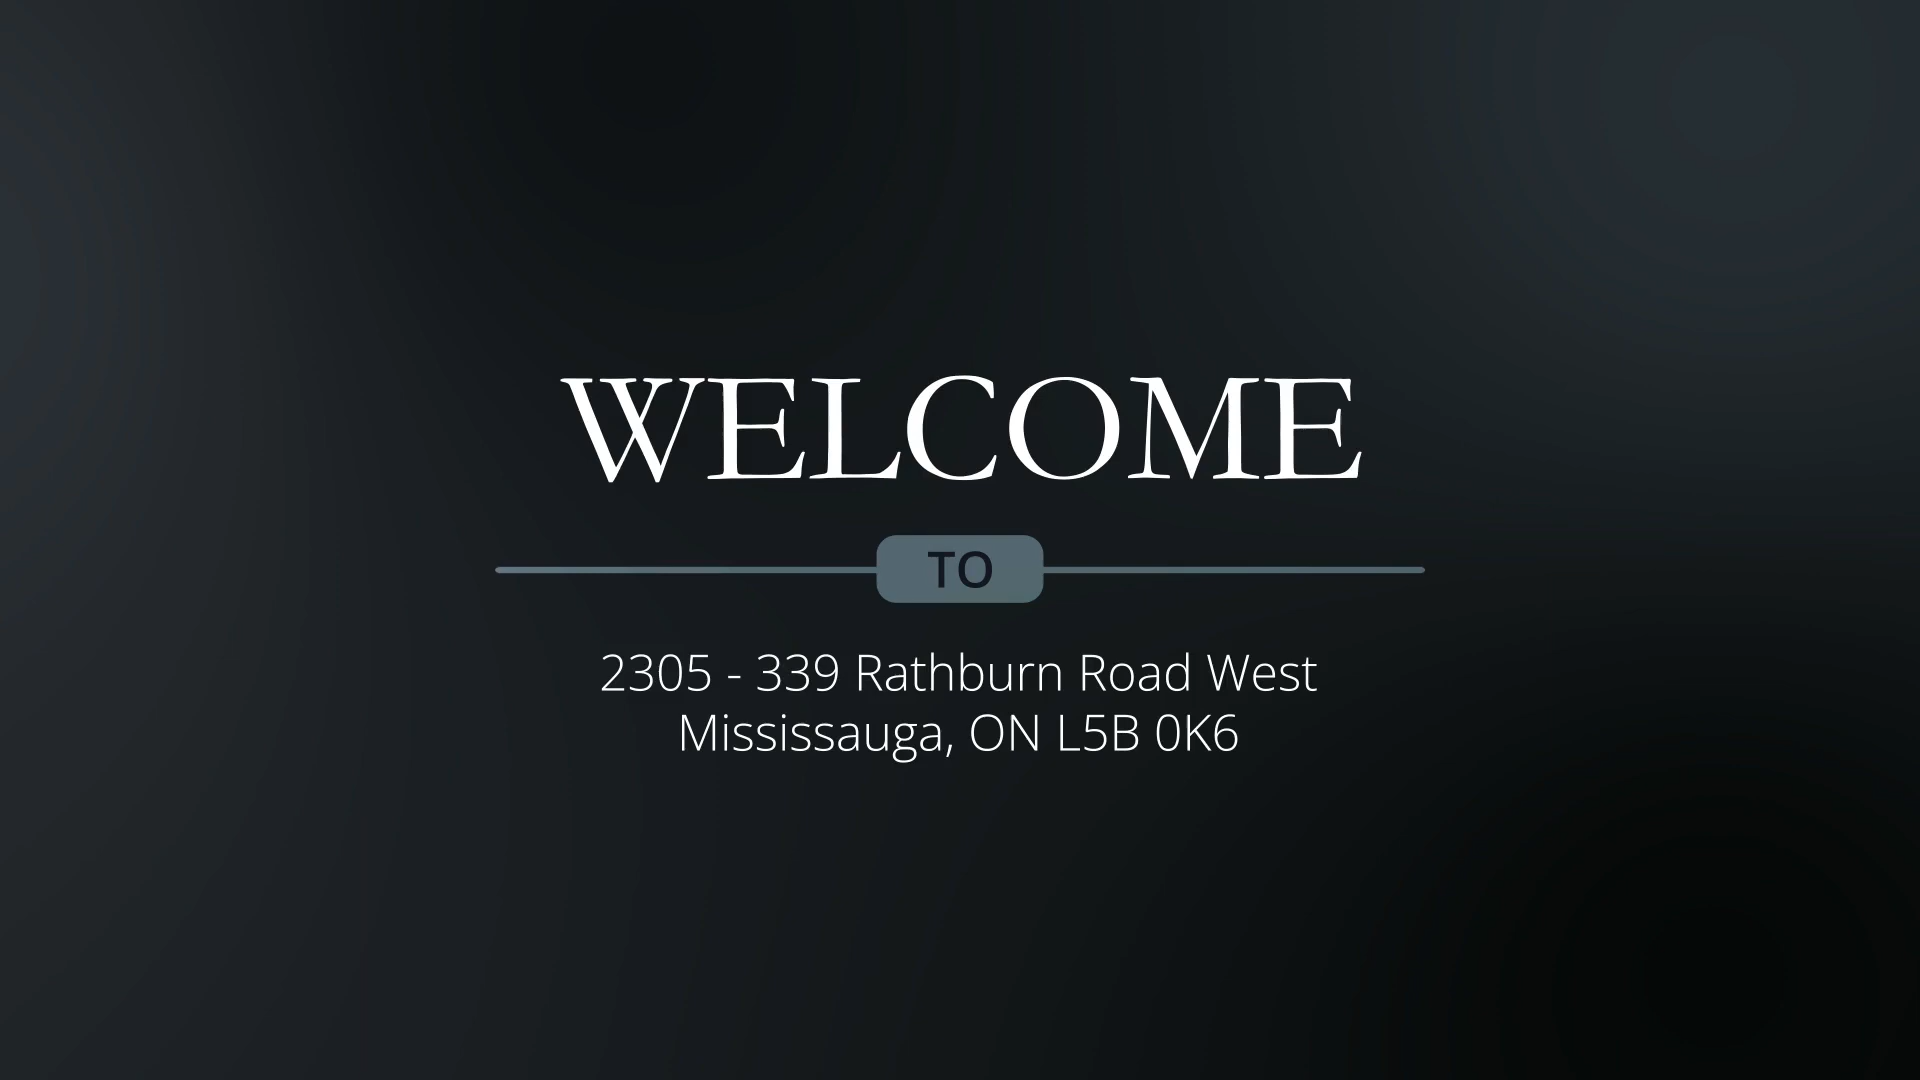 WELCOME
TO
2305 - 339 Rathburn Road West
Mississauga, ON L5B 0K6